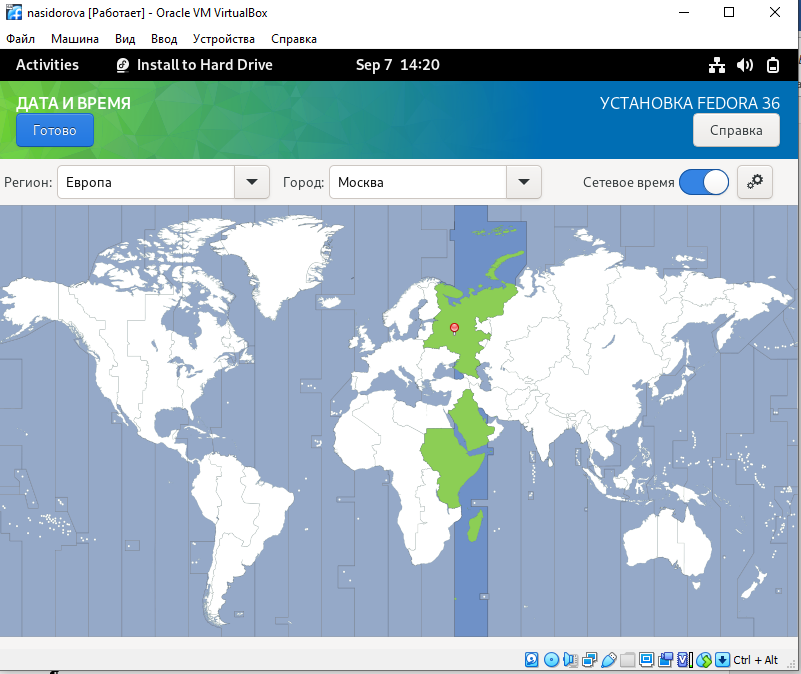 nasidorova [Работает] - Oracle VM VirtualBox
Файл Машина Вид Ввод Устройства Справка
Activities Install to Hard Drive Sep 7 14:20
ДАТА И ВРЕМЯ УСТАНОВКА FEDORA 36
Готово Справка
Регион: Европа Город: Москва Сетевое время
Ctrl + Alt